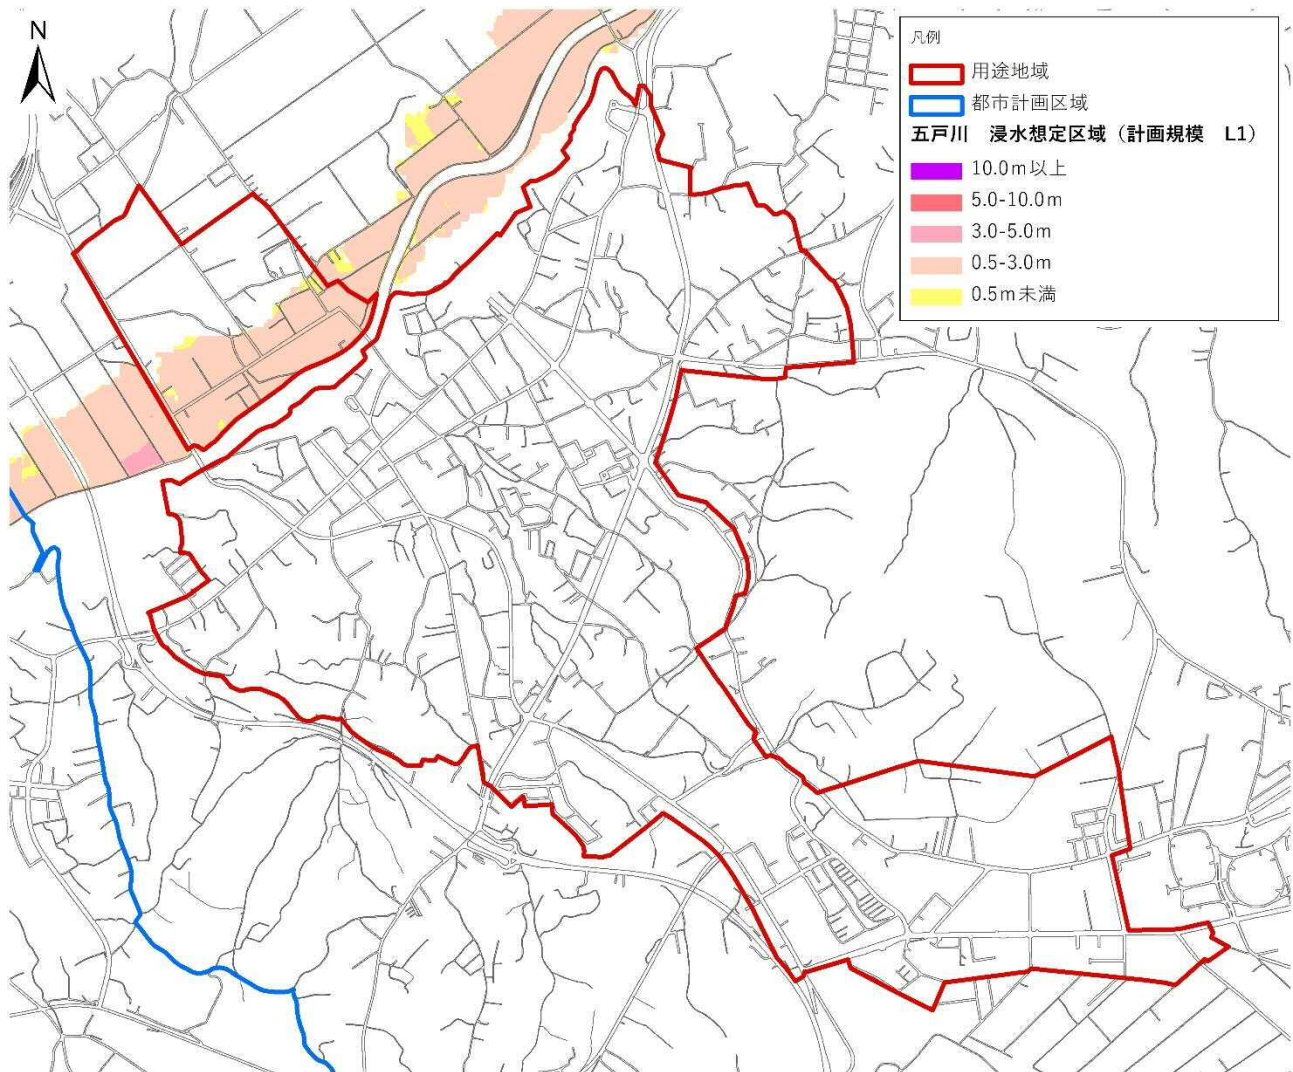 N
凡例
用途地域
都市計画区域
五戸川　浸水想定区域（計画規模　L1）
10.0m以上
5.0-10.0m
3.0-5.0m
0.5-3.0m
0.5m未満